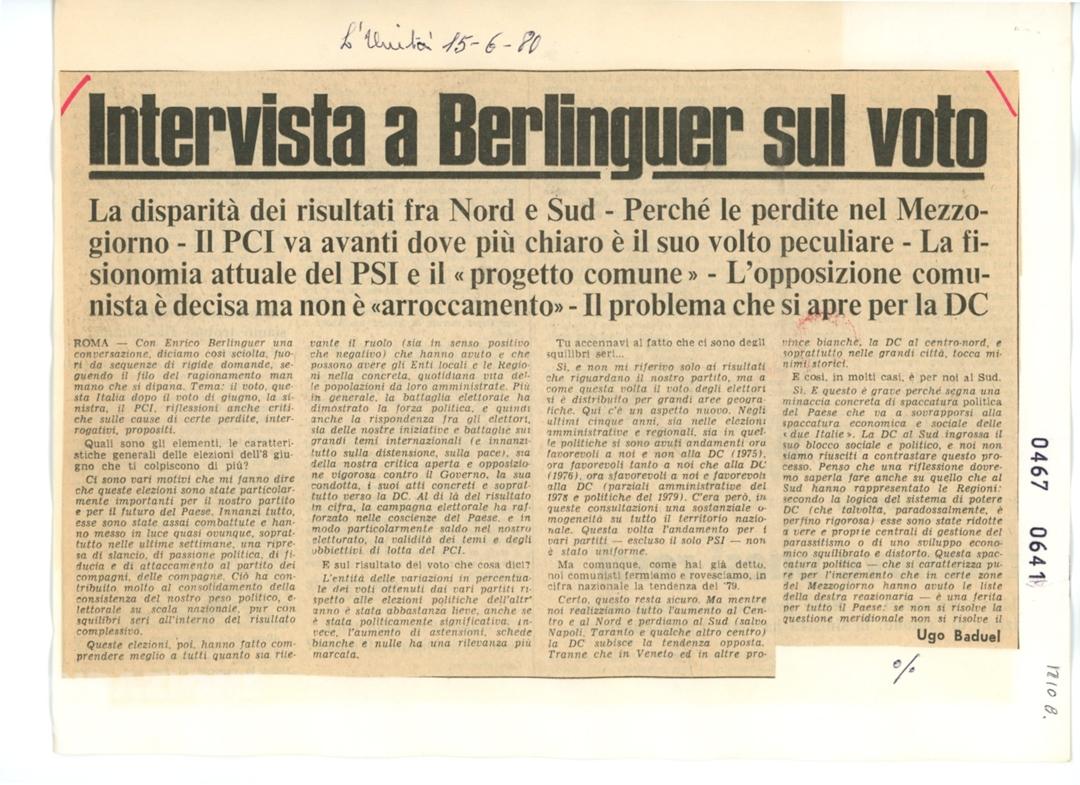 L'Unità 15-6-80
Intervista a Berlinguer sul voto
La disparità dei risultati fra Nord e Sud - Perché le perdite nel Mezzo-
giorno - Il PCI va avanti dove più chiaro è il suo volto peculiare - La fi-
sionomia attuale del PSI e il « progetto comune » - L'opposizione comu-
nista è decisa ma non è «arroccamento» - Il problema che si apre per la DC
ROMA — Con Enrico Berlinguer una
conversazione, diciamo così sciolta, fuo-
ri da sequenze di rigide domande, se-
guendo il filo del ragionamento man
mano che si dipana. Tema: il voto, que-
sta Italia dopo il voto di giugno, la si-
nistra, il PCI, riflessioni anche criti-
che sulle cause di certe perdite, inter-
rogativi, propositi.
Quali sono gli elementi, le caratteri-
stiche generali delle elezioni dell'8 giu-
gno che ti colpiscono di più?
Ci sono vari motivi che mi fanno dire
che queste elezioni sono state particolar-
mente importanti per il nostro partito
e per il futuro del Paese. Innanzi tutto,
esse sono state assai combattute e han-
no messo in luce quasi ovunque, soprat-
tutto nelle ultime settimane, una ripre-
sa di slancio, di passione politica, di fi-
ducia e di attaccamento al partito dei
compagni, delle compagne. Ciò ha con-
tribuito molto al consolidamento della
consistenza del nostro peso politico, e-
lettorale su scala nazionale, pur con
squilibri seri all'interno del risultato
complessivo.
Queste elezioni, poi, hanno fatto com-
prendere meglio a tutti quanto sia rile-
vante il ruolo (sia in senso positivo
che negativo) che hanno avuto e che
possono avere gli Enti locali e le Regio-
ni nella concreta, quotidiana vita del-
le popolazioni da loro amministrate. Più
in generale, la battaglia elettorale ha
dimostrato la forza politica, e quindi
anche la rispondenza fra gli elettori,
sia delle nostre iniziative e battaglie sui
grandi temi internazionali (e innanzi-
tutto sulla distensione, sulla pace), sia
della nostra critica aperta e opposizio-
ne vigorosa contro il Governo, la sua
condotta, i suoi atti concreti e soprat-
tutto verso la DC. Al di là del risultato
in cifra, la campagna elettorale ha raf-
forzato nelle coscienze del Paese, e in
modo particolarmente saldo nel nostro
elettorato, la validità dei temi e degli
obbiettivi di lotta del PCI.
E sul risultato del voto che cosa dici?
L'entità delle variazioni in percentua-
le dei voti ottenuti dai vari partiti ri-
spetto alle elezioni politiche dell'altr'
anno è stata abbastanza lieve, anche se
è stata politicamente significativa. In-
vece, l'aumento di astensioni, schede
bianche e nulle ha una rilevanza più
marcata.
Tu accennavi al fatto che ci sono degli
squilibri seri...
Sì, e non mi riferivo solo ai risultati
che riguardano il nostro partito, ma a
come questa volta il voto degli elettori
si è distribuito per grandi aree geogra-
fiche. Qui c'è un aspetto nuovo. Negli
ultimi cinque anni, sia nelle elezioni
amministrative e regionali, sia in quel-
le politiche si sono avuti andamenti ora
favorevoli a noi e non alla DC (1975),
ora favorevoli tanto a noi che alla DC
(1976), ora sfavorevoli a noi e favorevoli
alla DC (parziali amministrative del
1978 e politiche del 1979). C'era però, in
queste consultazioni una sostanziale o-
mogeneità su tutto il territorio nazio-
nale. Questa volta l'andamento per i
vari partiti — escluso il solo PSI — non
è stato uniforme.
Ma comunque, come hai già detto,
noi comunisti fermiamo e rovesciamo, in
cifra nazionale la tendenza del '79.
Certo, questo resta sicuro. Ma mentre
noi realizziamo tutto l'aumento al Cen-
tro e al Nord e perdiamo al Sud (salvo
Napoli, Taranto e qualche altro centro)
la DC subisce la tendenza opposta.
Tranne che in Veneto ed in altre pro-
vince bianche, la DC al centro-nord, e
soprattutto nelle grandi città, tocca mi-
nimi storici.
E così, in molti casi, è per noi al Sud.
Sì. E questo è grave perché segna una
minaccia concreta di spaccatura politica
del Paese che va a sovrapporsi alla
spaccatura economica e sociale delle
« due Italie ». La DC al Sud ingrossa il
suo blocco sociale e politico, e noi non
siamo riusciti a contrastare questo pro-
cesso. Penso che una riflessione dovre-
mo saperla fare anche su quello che al
Sud hanno rappresentato le Regioni:
secondo la logica del sistema di potere
DC (che talvolta, paradossalmente, è
perfino rigorosa) esse sono state ridotte
a vere e proprie centrali di gestione del
parassitismo o di uno sviluppo econo-
mico squilibrato e distorto. Questa spac-
catura politica — che si caratterizza pu-
re per l'incremento che in certe zone
del Mezzogiorno hanno avuto le liste
della destra reazionaria — è una ferita
per tutto il Paese: se non si risolve la
questione meridionale non si risolve il
Ugo Baduel
%
0467 0641
1210 B.